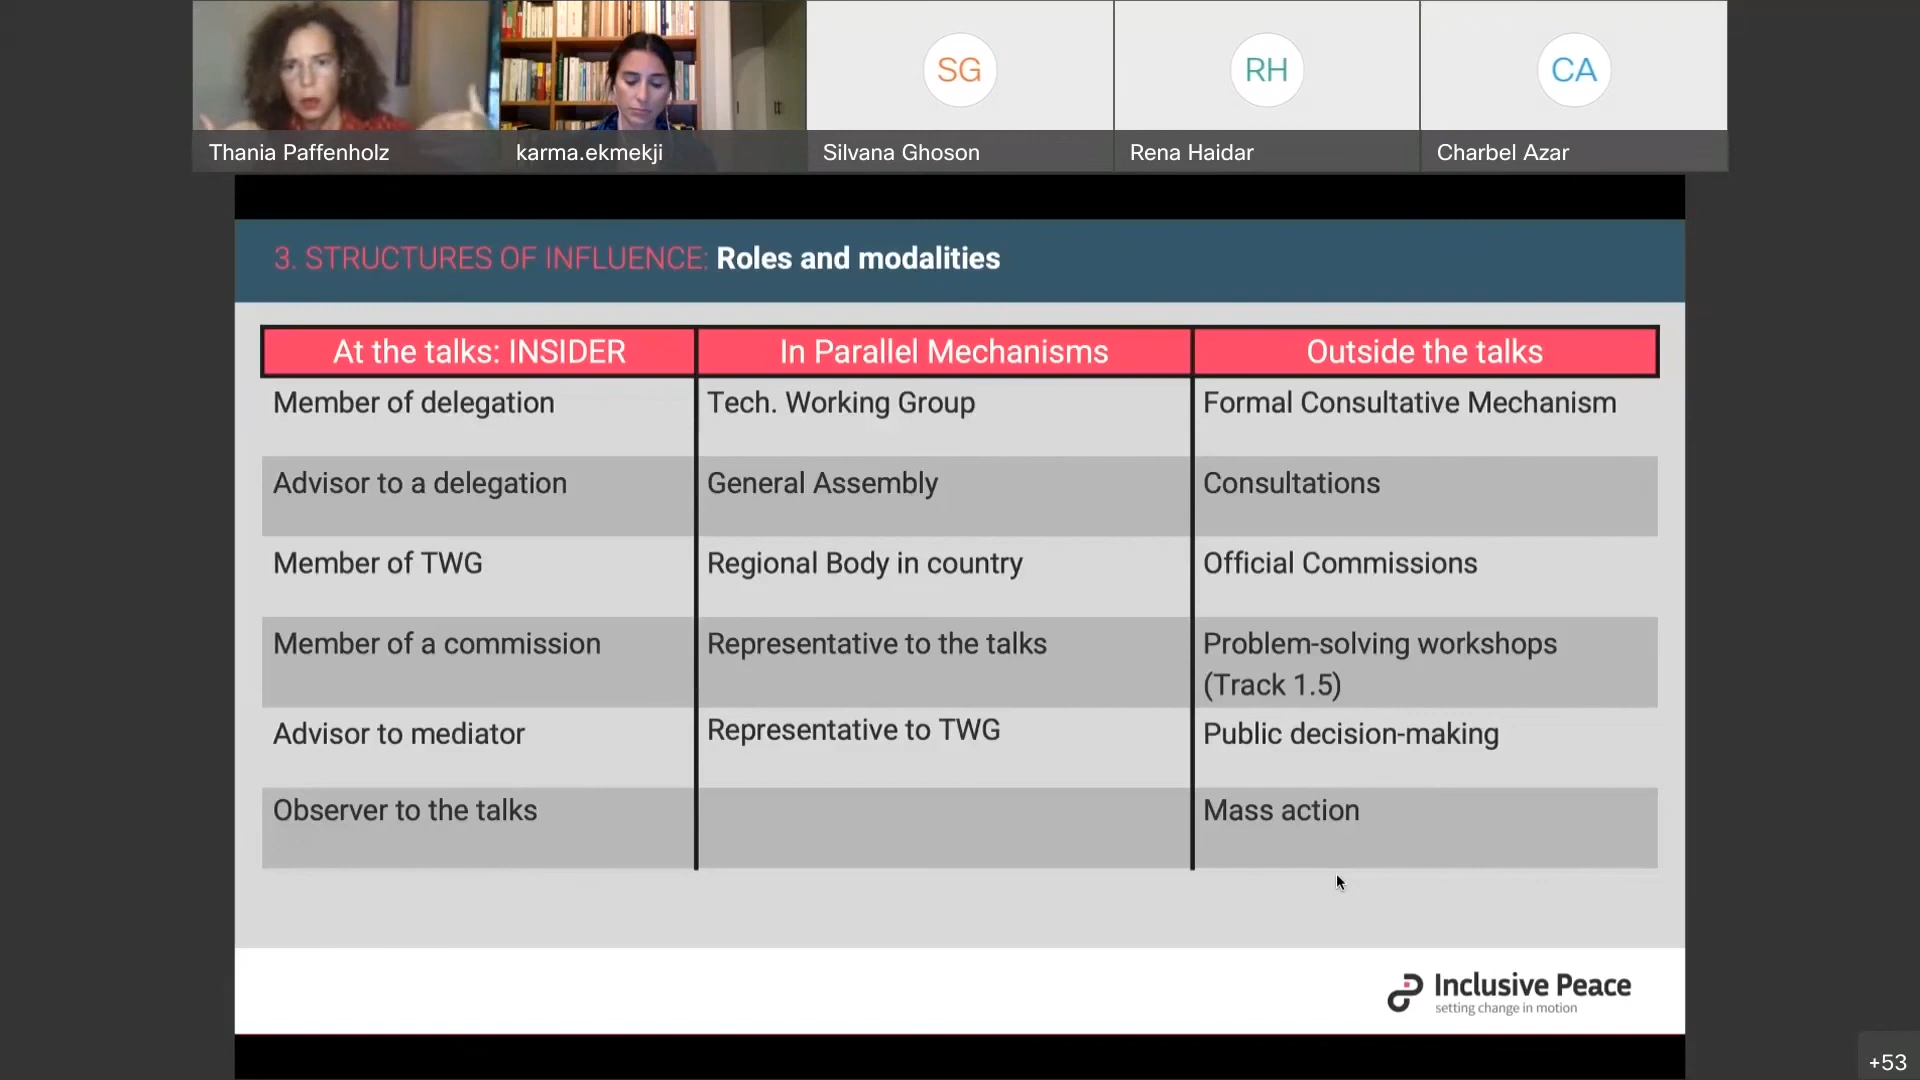 SG
RH
CA
Thania Paffenholz
karma.ekmekji
Silvana Ghoson
Rena Haidar
Charbel Azar
3. STRUCTURES OF INFLUENCE: Roles and modalities
At the talks: INSIDER
In Parallel Mechanisms
Outside the talks
Member of delegation
Tech. Working Group
Formal Consultative Mechanism
Advisor to a delegation
General Assembly
Consultations
Member of TWG
Regional Body in country
Official Commissions
Member of a commission
Representative to the talks
Problem-solving workshops
(Track 1.5)
Advisor to mediator
Representative to TWG
Public decision-making
Observer to the talks
Mass action
Inclusive Peace
setting change in motion
+53